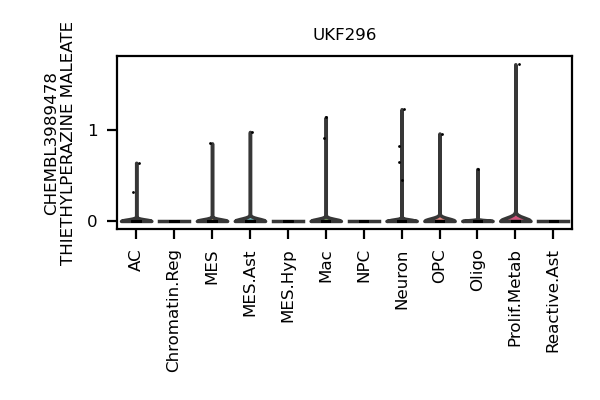 UKF296
CHEMBL3989478
THIETHYLPERAZINE MALEATE
1
0
AC
Chromatin.Reg
MES
MES.Ast
MES.Hyp
Mac
NPC
Neuron
OPC
Oligo
Prolif.Metab
Reactive.Ast